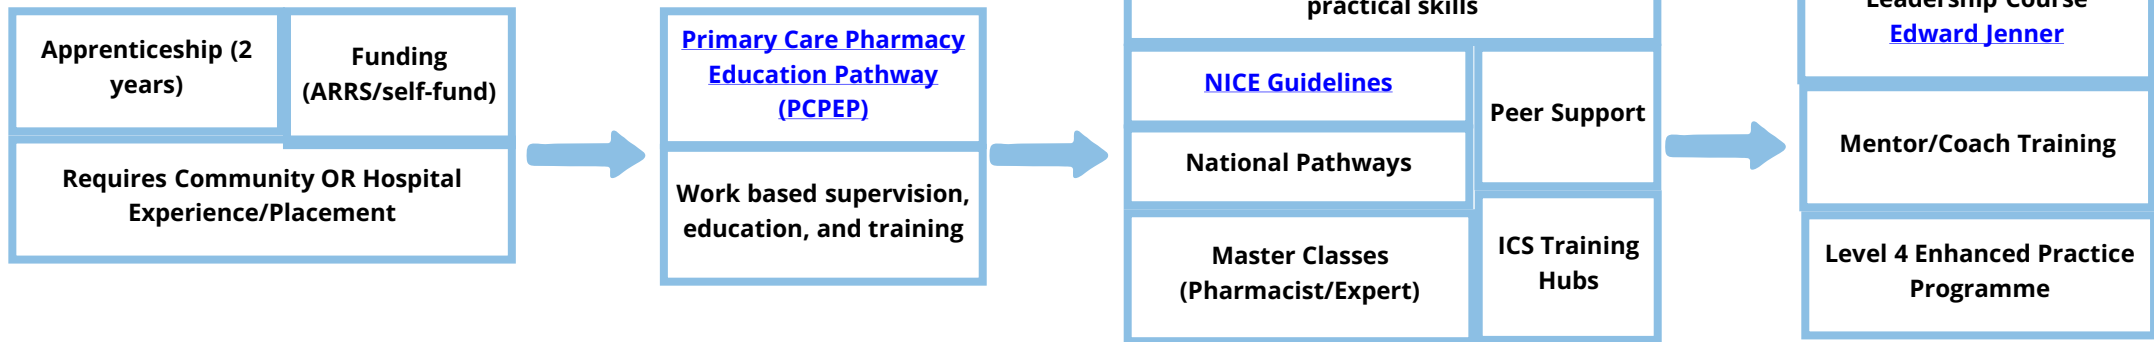 Apprenticeship (2
years)
Funding
(ARRS/self-fund)
Requires Community OR Hospital
Experience/Placement
Primary Care Pharmacy
Education Pathway
(PCPEP)
Work based supervision,
education, and training
practical skills
NICE Guidelines
National Pathways
Master Classes
(Pharmacist/Expert)
Peer Support
ICS Training
Hubs
Leadership Course
Edward Jenner
Mentor/Coach Training
Level 4 Enhanced Practice
Programme